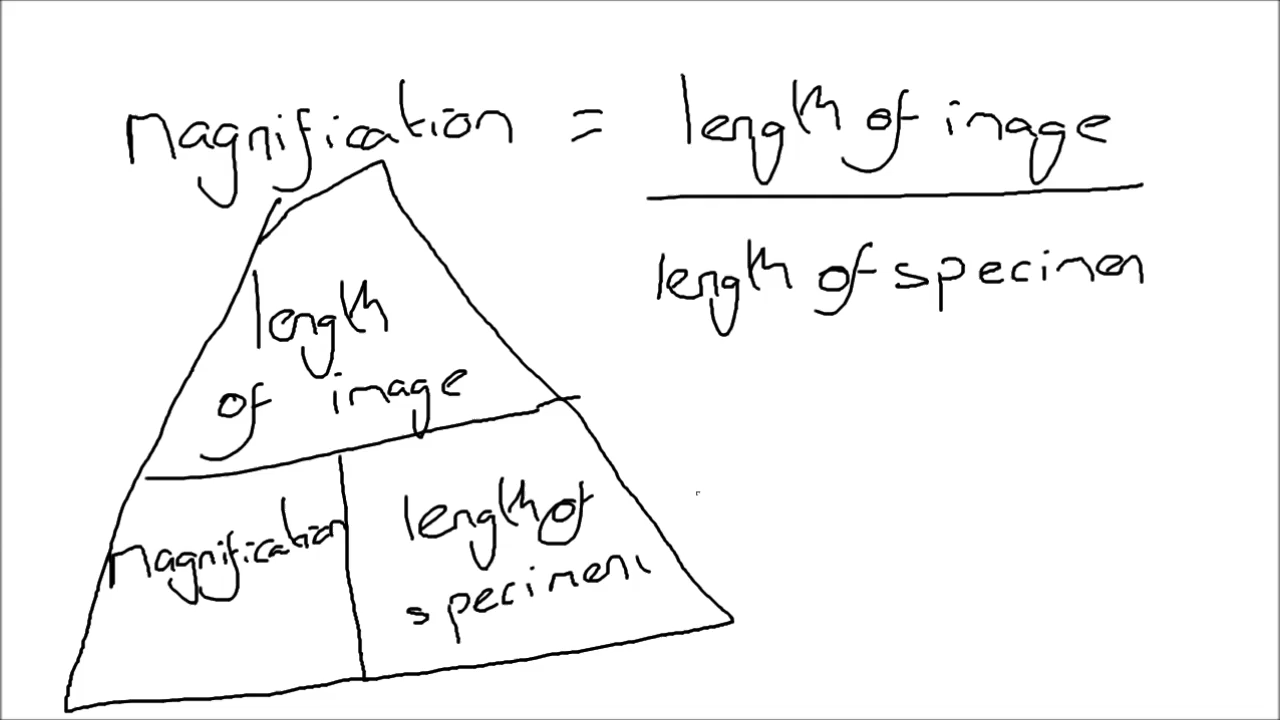 magnification = length of image
length of specimen
length
of image
magnification
length of
specimen